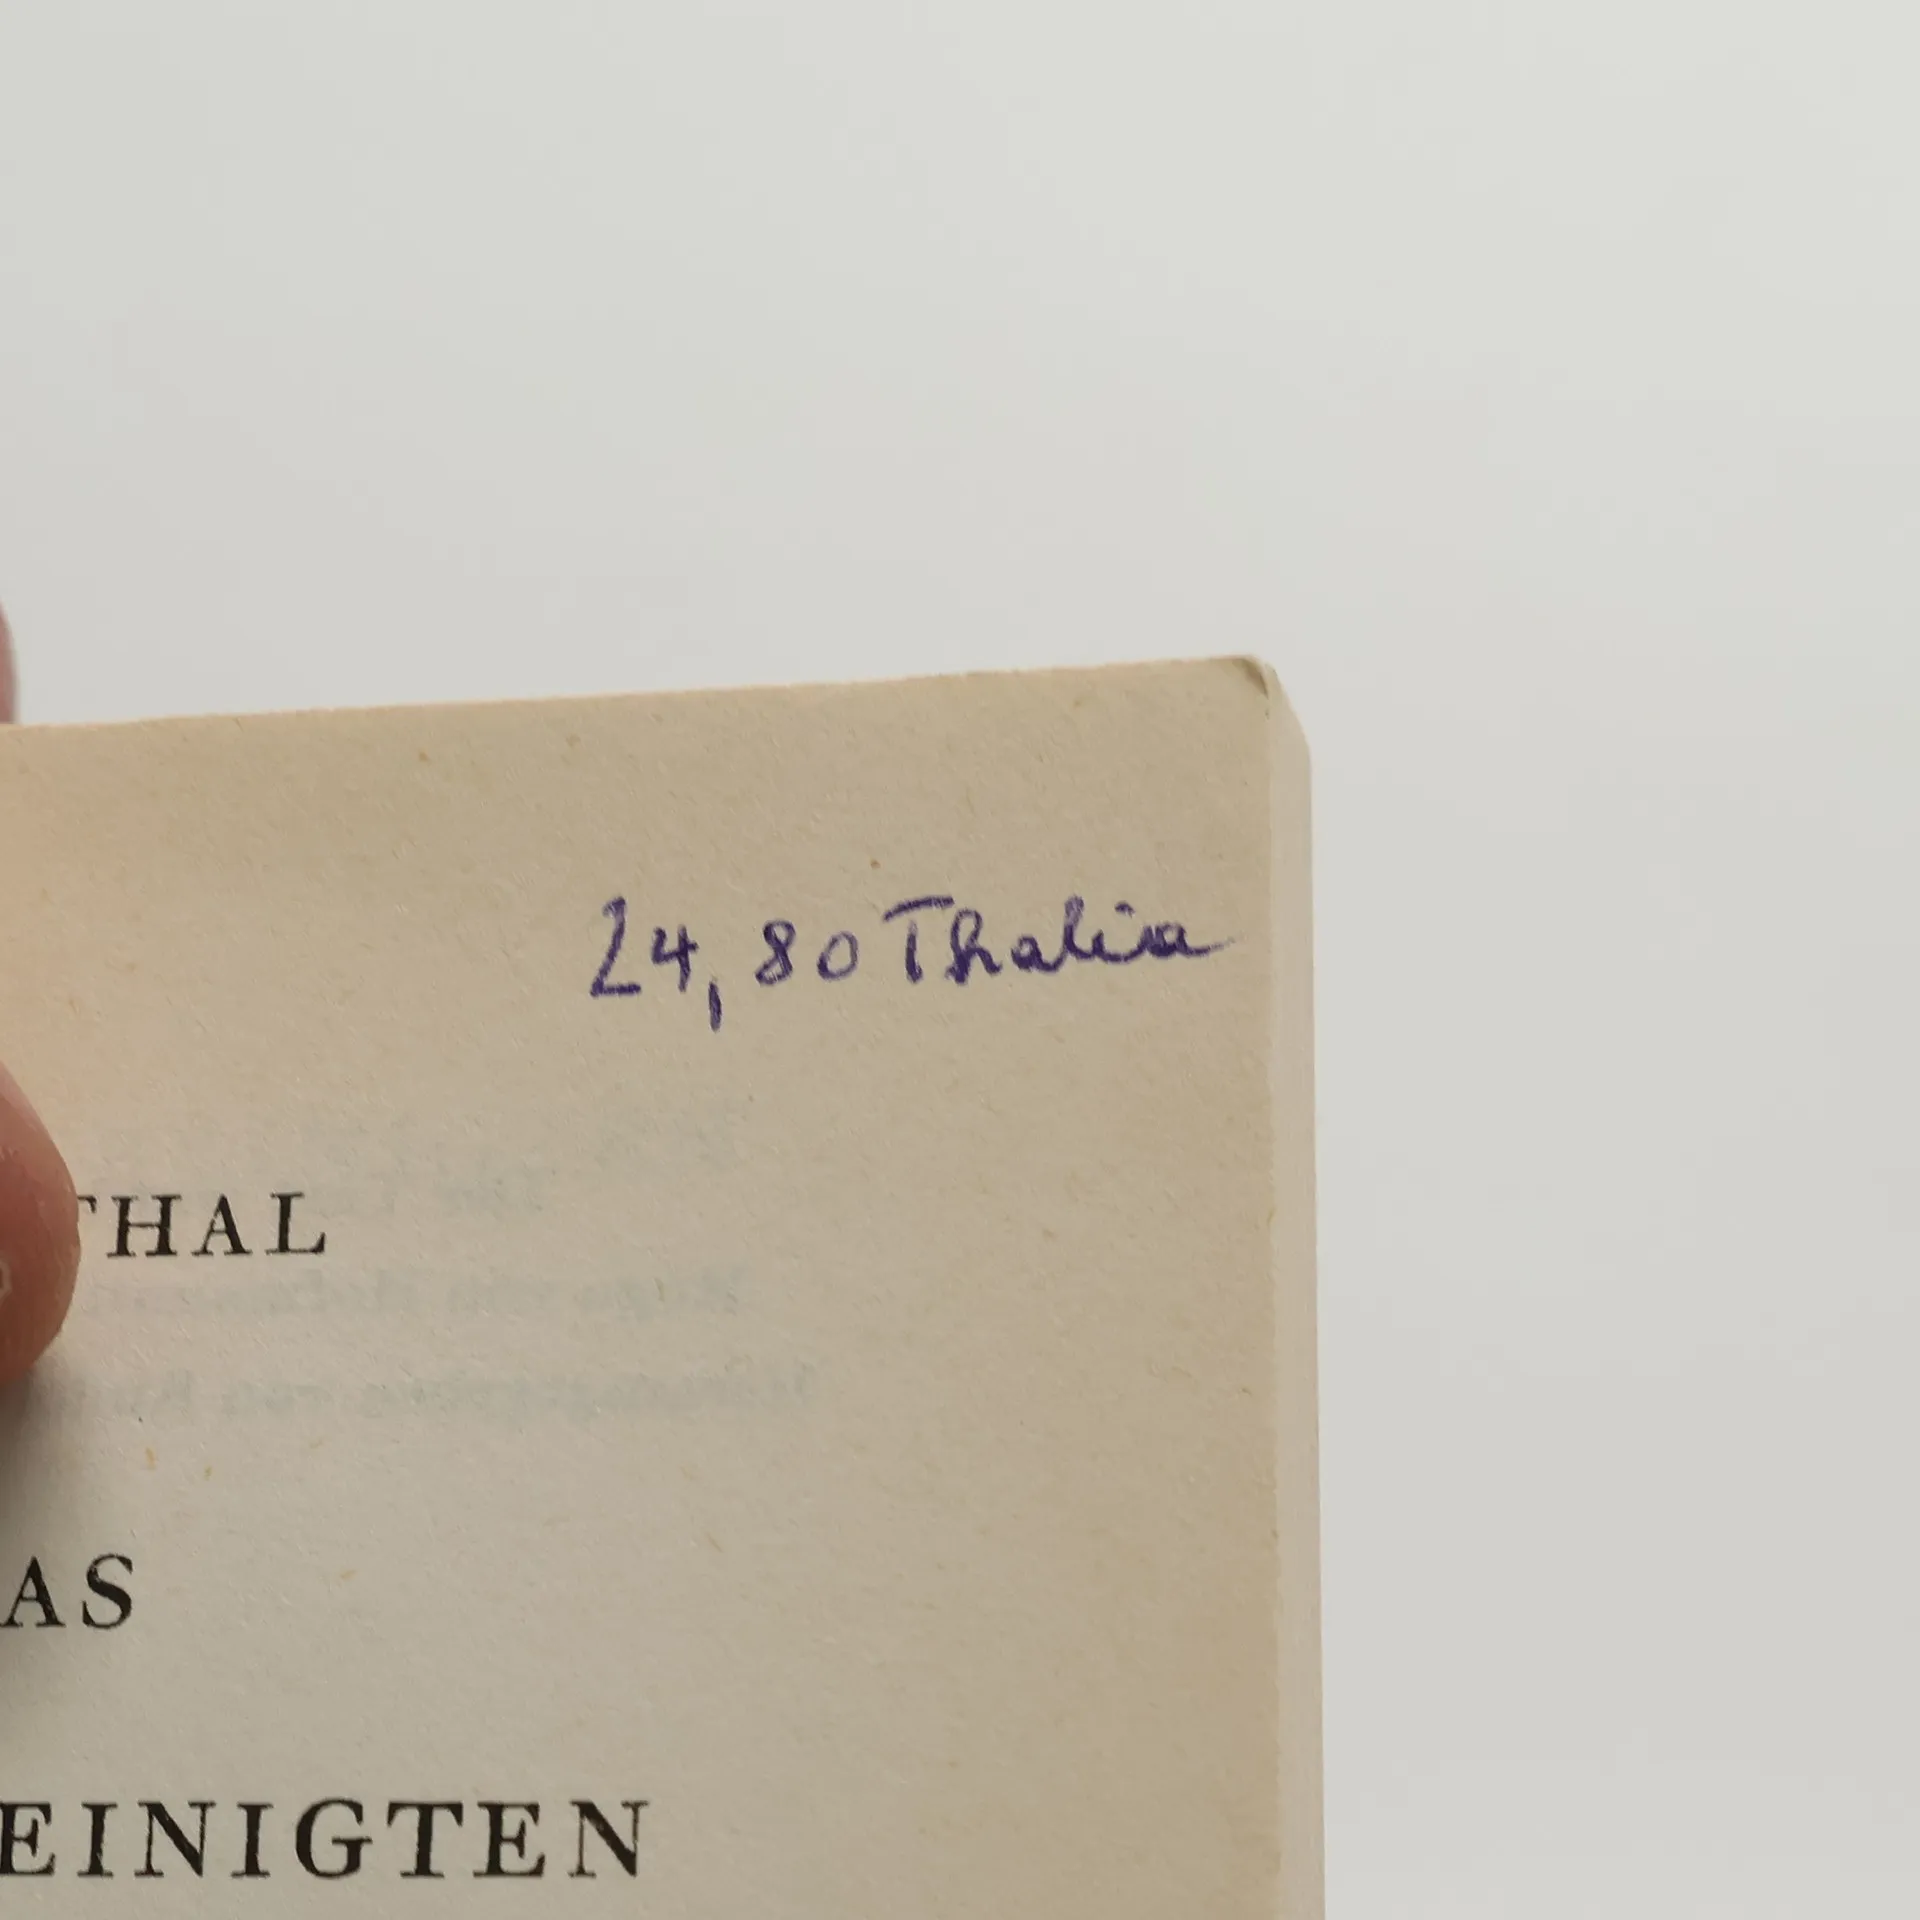 24,80 Thalia
THAL
AS
EINIGTEN